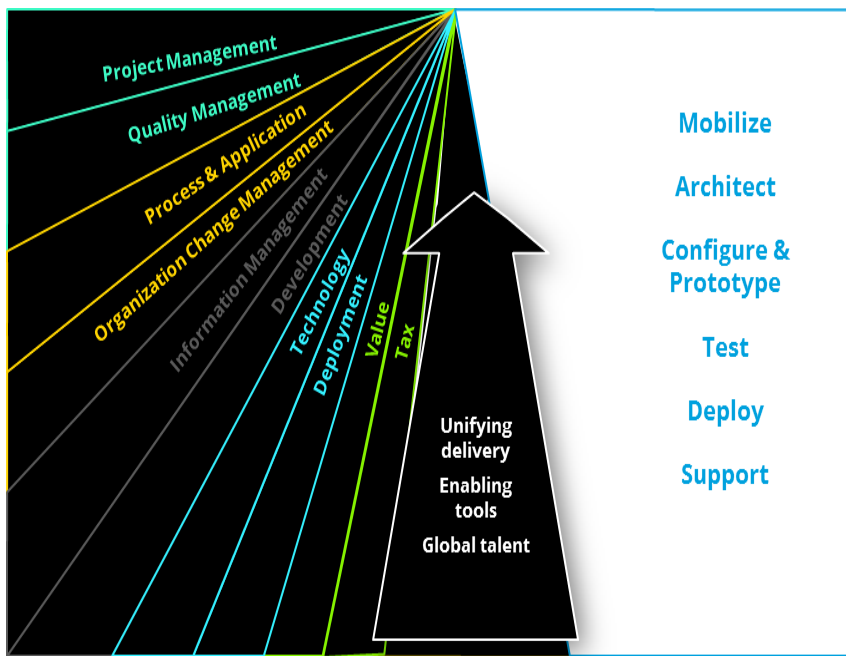 Project Management
Quality Management
Process & Application
Organization Change Management
Information Management
Development
Technology
Deployment
Value
Tax
Unifying
delivery
Enabling
tools
Global talent
Mobilize
Architect
Configure &
Prototype
Test
Deploy
Support